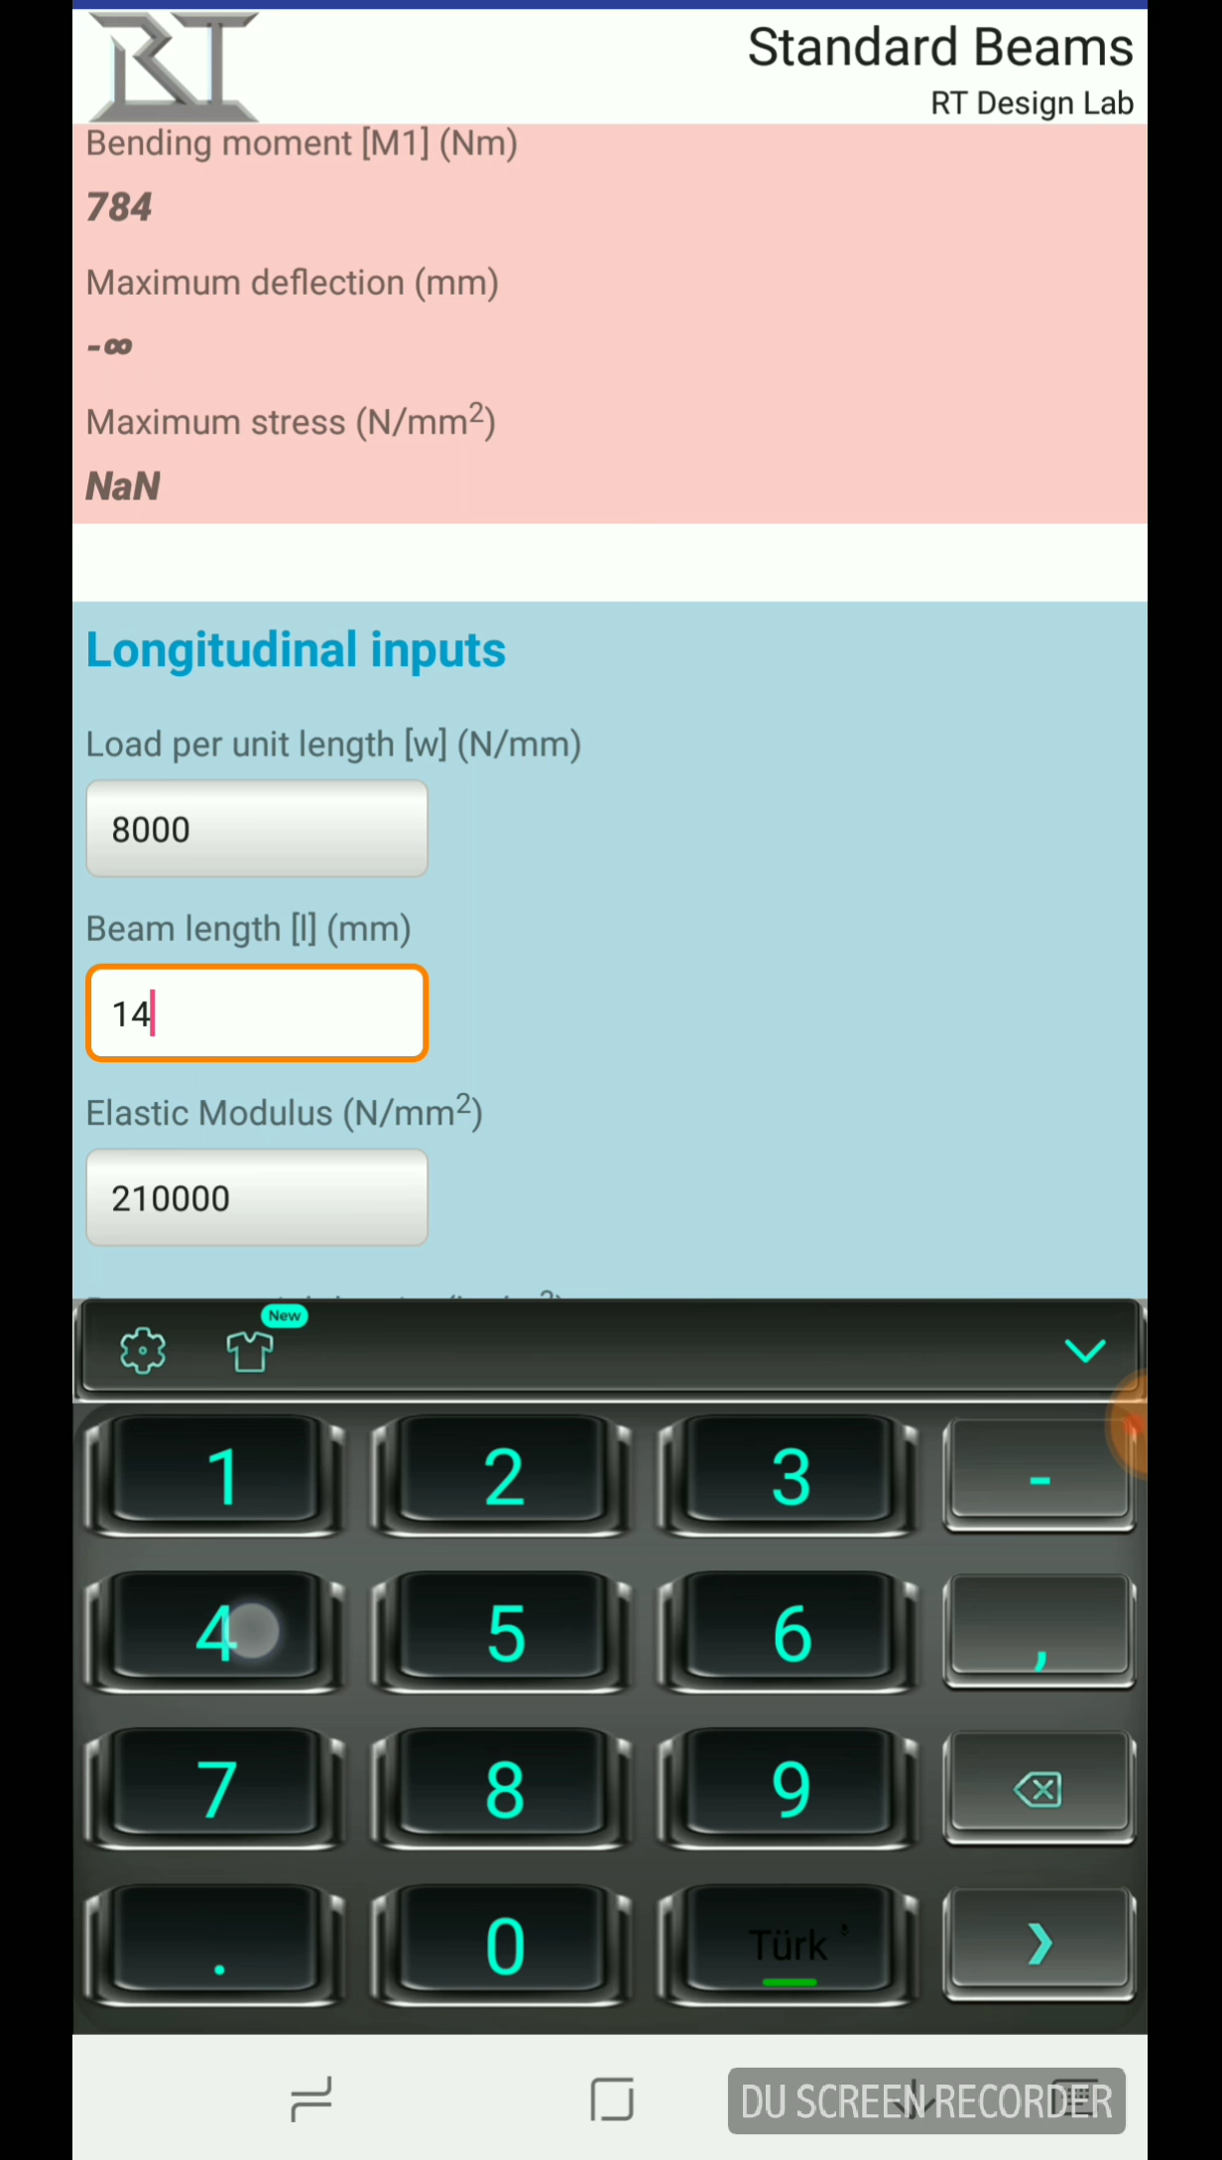 RT
Standard Beams
RT Design Lab
Bending moment [M1] (Nm)
784
Maximum deflection (mm)
-∞
Maximum stress (N/mm²)
NaN
Longitudinal inputs
Load per unit length [w] (N/mm)
8000
Beam length [l] (mm)
14
Elastic Modulus (N/mm²)
210000
New
1 2 3 -
4 5 6 ,
7 8 9
. 0 Türk
DU SCREEN RECORDER